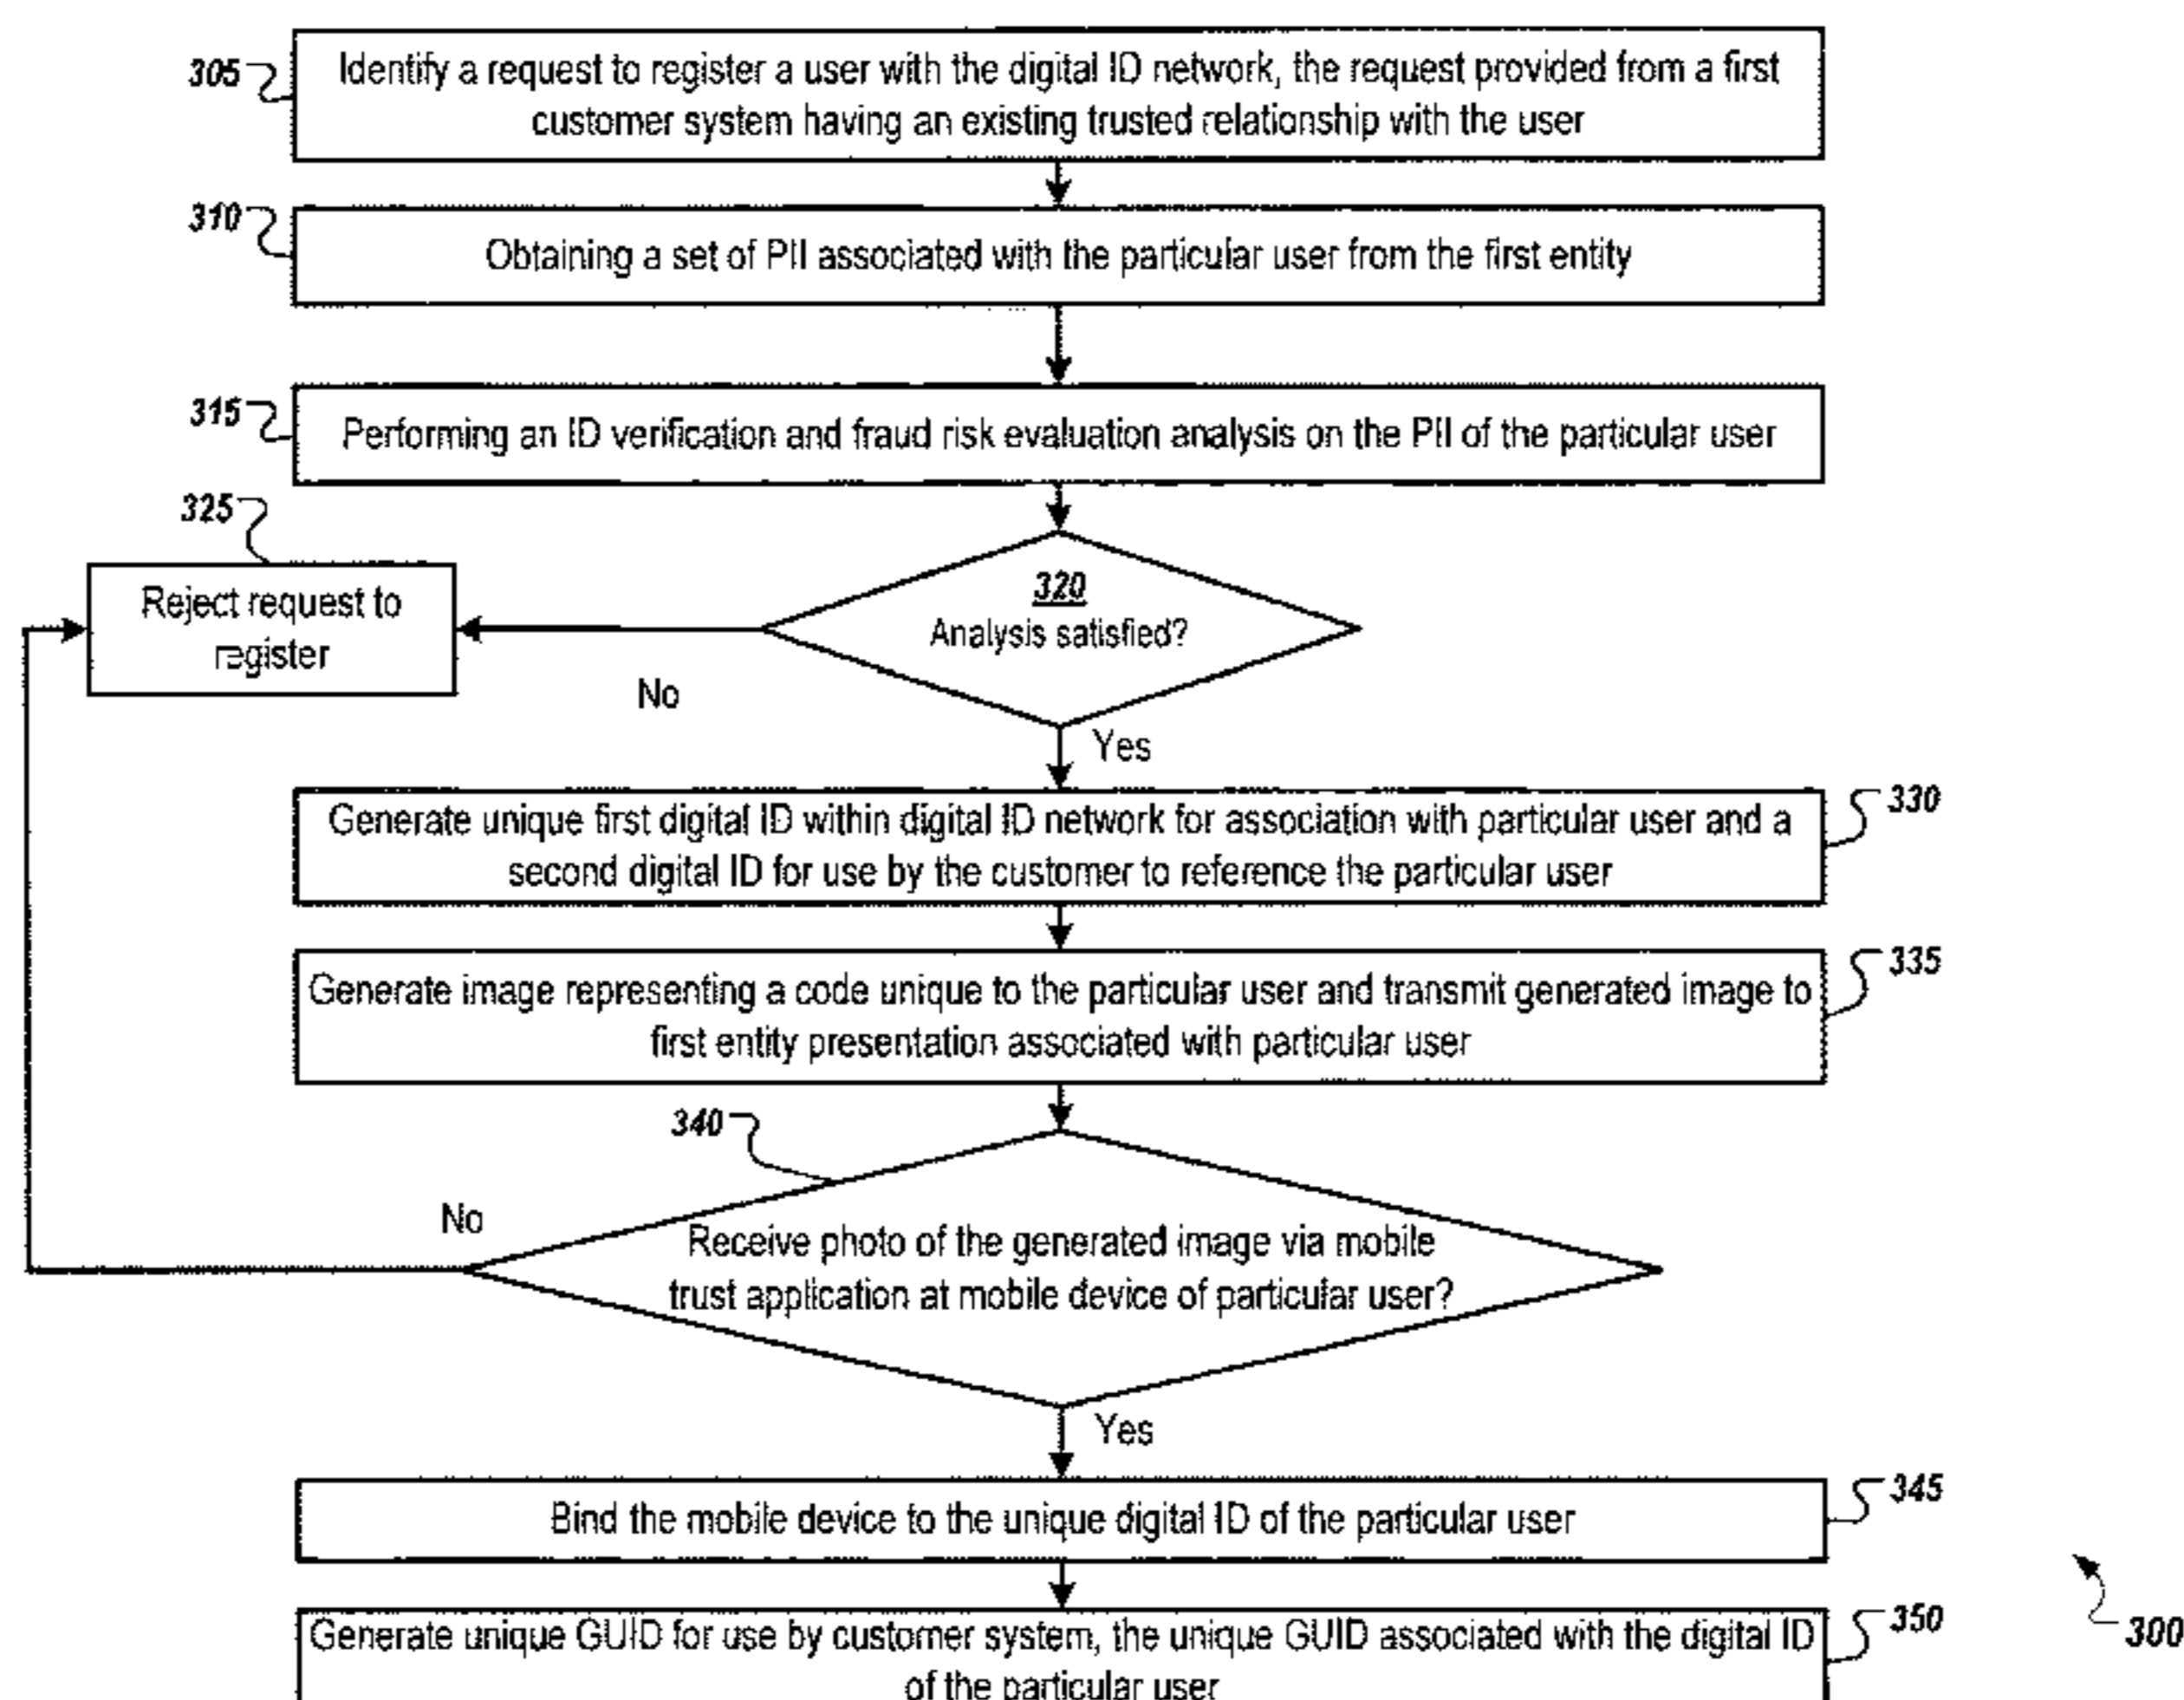 305
Identify a request to register a user with the digital ID network, the request provided from a first
customer system having an existing trusted relationship with the user
310
Obtaining a set of PII associated with the particular user from the first entity
315
Performing an ID verification and fraud risk evaluation analysis on the PII of the particular user
325
Reject request to
register
320
Analysis satisfied?
No
Yes
Generate unique first digital ID within digital ID network for association with particular user and a
second digital ID for use by the customer to reference the particular user
330
Generate image representing a code unique to the particular user and transmit generated image to
first entity presentation associated with particular user
335
340
No
Receive photo of the generated image via mobile
trust application at mobile device of particular user?
Yes
Bind the mobile device to the unique digital ID of the particular user
345
Generate unique GUID for use by customer system, the unique GUID associated with the digital ID
of the particular user
350
300